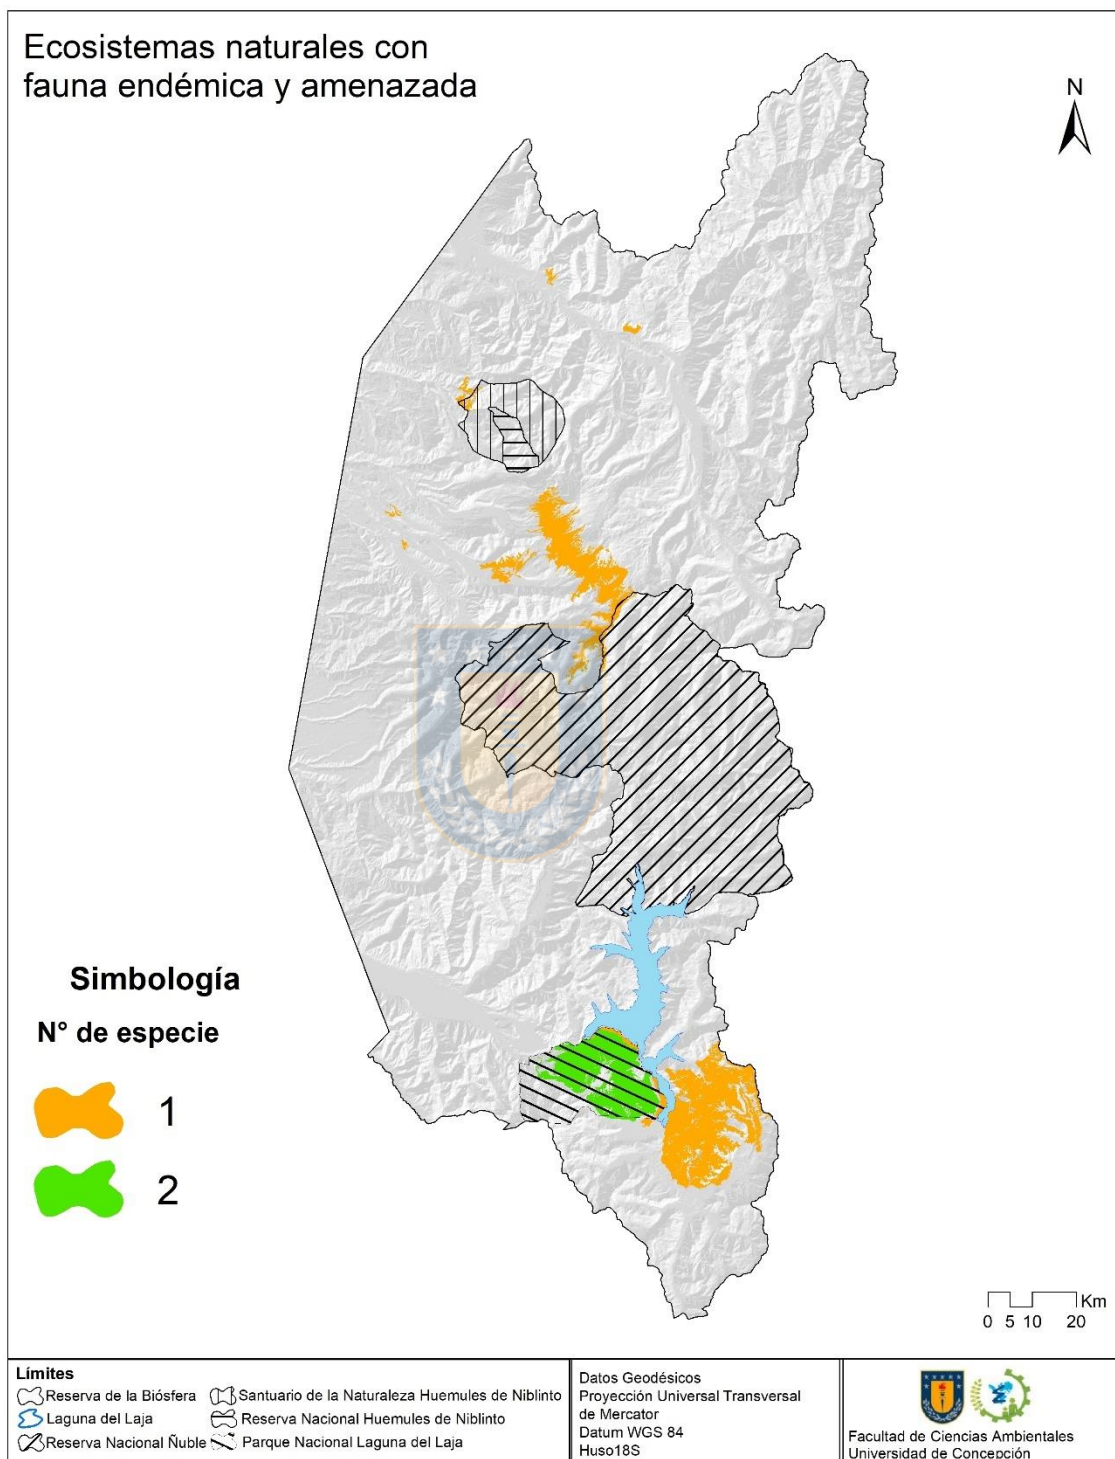 Ecosistemas naturales con
fauna endémica y amenazada
N
Simbología
N° de especie
1
2
Km
0 5 10 20
Límites
Reserva de la Biósfera
Santuario de la Naturaleza Huemules de Niblinto
Laguna del Laja
Reserva Nacional Huemules de Niblinto
Reserva Nacional Ñuble
Parque Nacional Laguna del Laja
Datos Geodésicos
Proyección Universal Transversal
de Mercator
Datum WGS 84
Huso18S
Facultad de Ciencias Ambientales
Universidad de Concepción